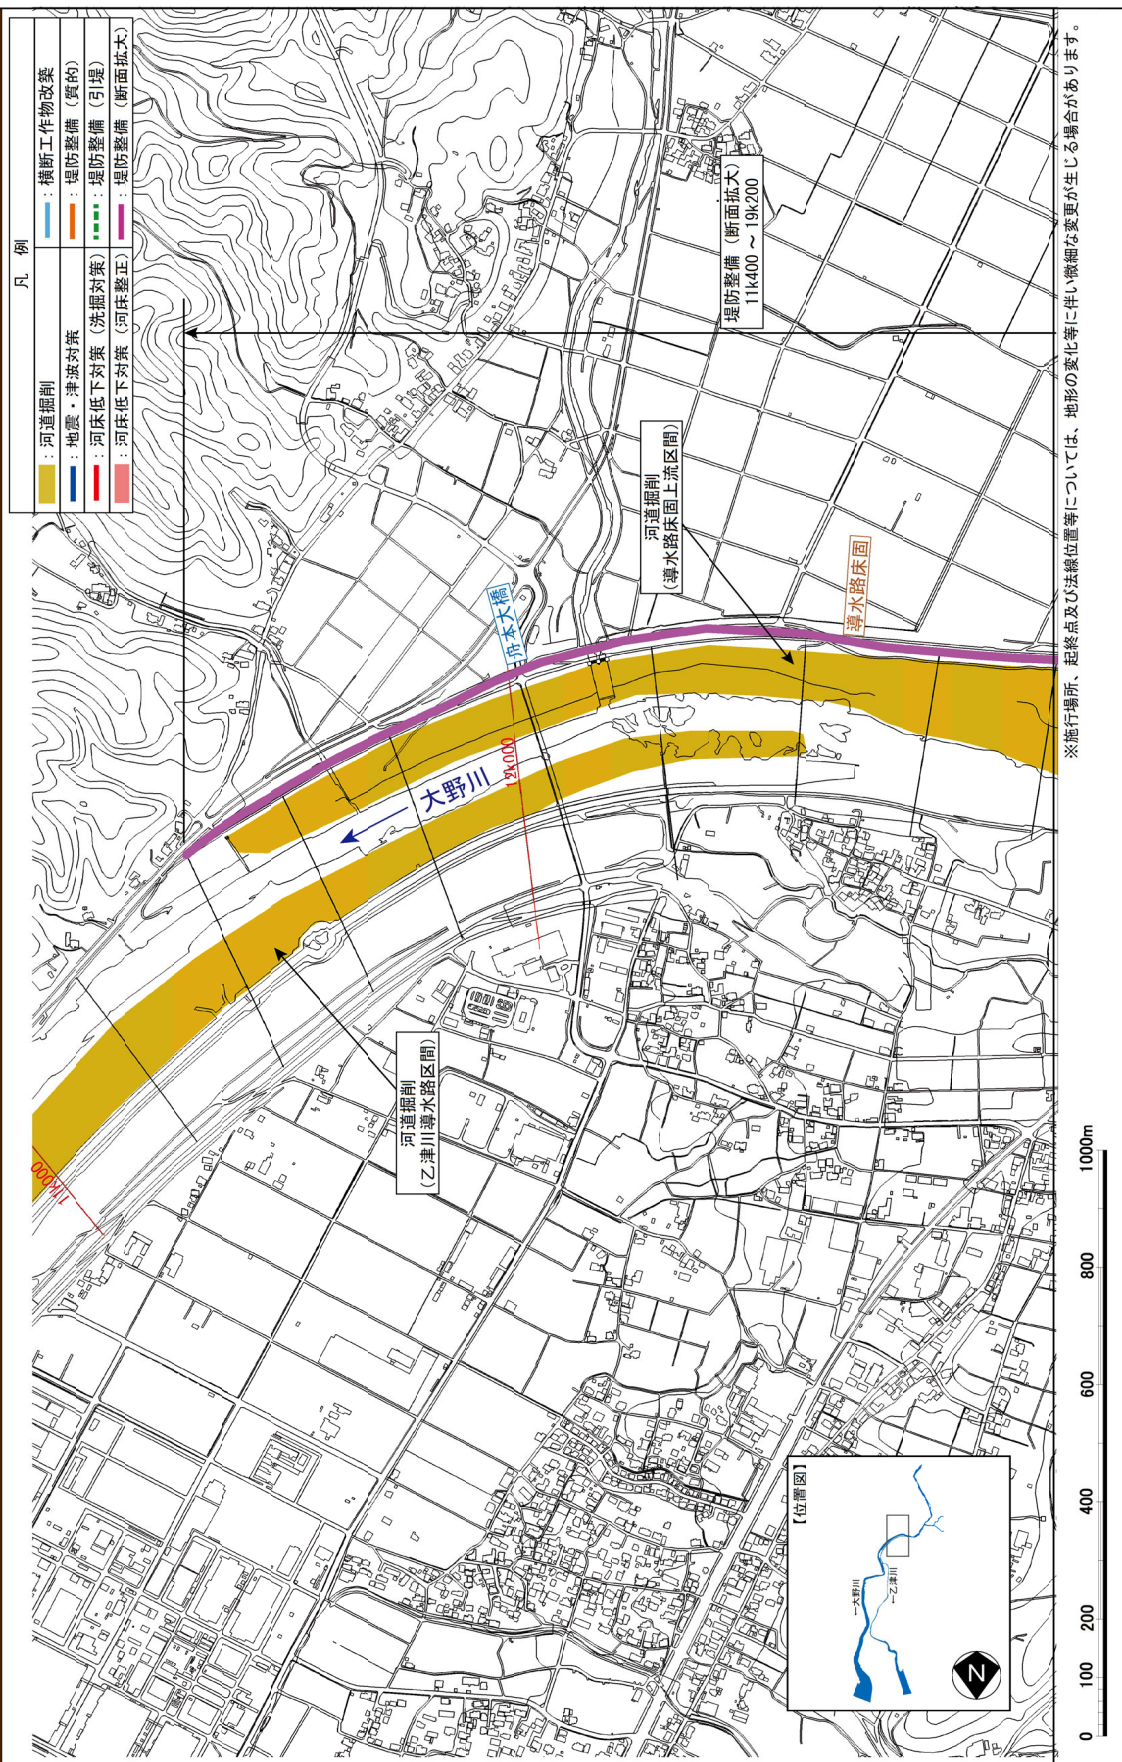 凡　例
：河道掘削
：横断工作物改築
：地震・津波対策
：堤防整備（質的）
：河床低下対策（洗掘対策）
：堤防整備（引堤）
：河床低下対策（河床整正）
：堤防整備（断面拡大）
堤防整備（断面拡大）
11k400 ～ 19k200
河道掘削
（導水路床固上流区間）
導水路床固
舟本大橋
大野川
12k000
河道掘削
（乙津川導水路区間）
11k000
【位置図】
←大野川
←乙津川
N
0 100 200 400 600 800 1000m
※施行場所、起終点及び法線位置等については、地形の変化等に伴い微細な変更が生じる場合があります。